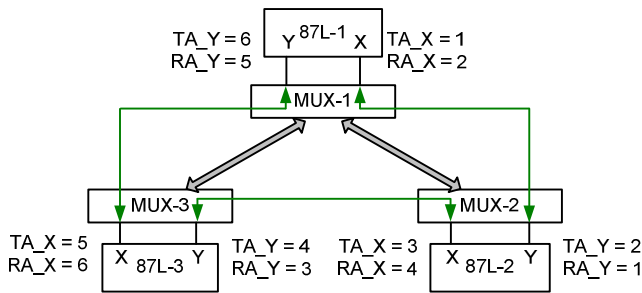 87L-1
Y X
TA_Y = 6
RA_Y = 5
TA_X = 1
RA_X = 2
MUX-1
MUX-3
MUX-2
TA_X = 5
RA_X = 6
X Y
87L-3
TA_Y = 4
RA_Y = 3
TA_X = 3
RA_X = 4
X Y
87L-2
TA_Y = 2
RA_Y = 1